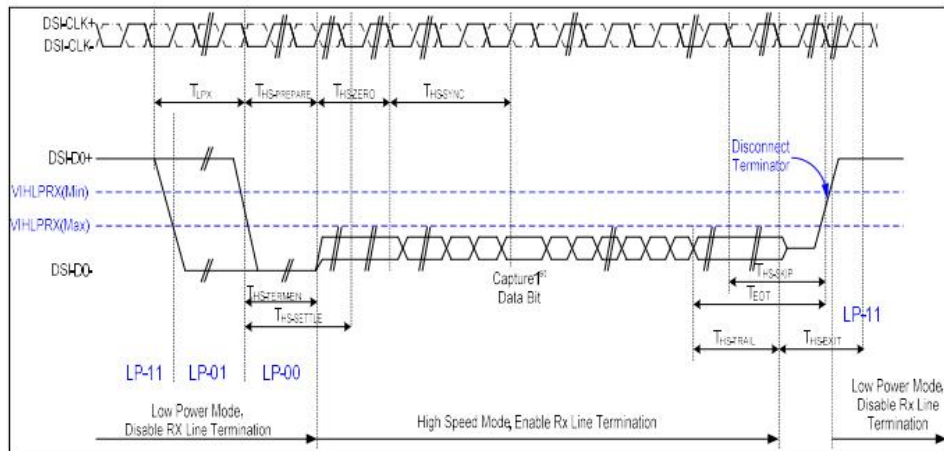 DSI-CLK+
DSI-CLK-
TLPX
THS-PREPARE
THS-ZERO
THS-SYNC
DSI-D0+
Disconnect
Terminator
VIHLPRX(Min)
VIHLPRX(Max)
DSI-D0-
Capture 1st
Data Bit
THS-SKIP
THS-TERM-EN
TEOT
LP-11
THS-SETTLE
THS-TRAIL
THS-EXIT
LP-11
LP-01
LP-00
Low Power Mode,
Disable RX Line Termination
High Speed Mode, Enable Rx Line Termination
Low Power Mode,
Disable Rx Line
Termination